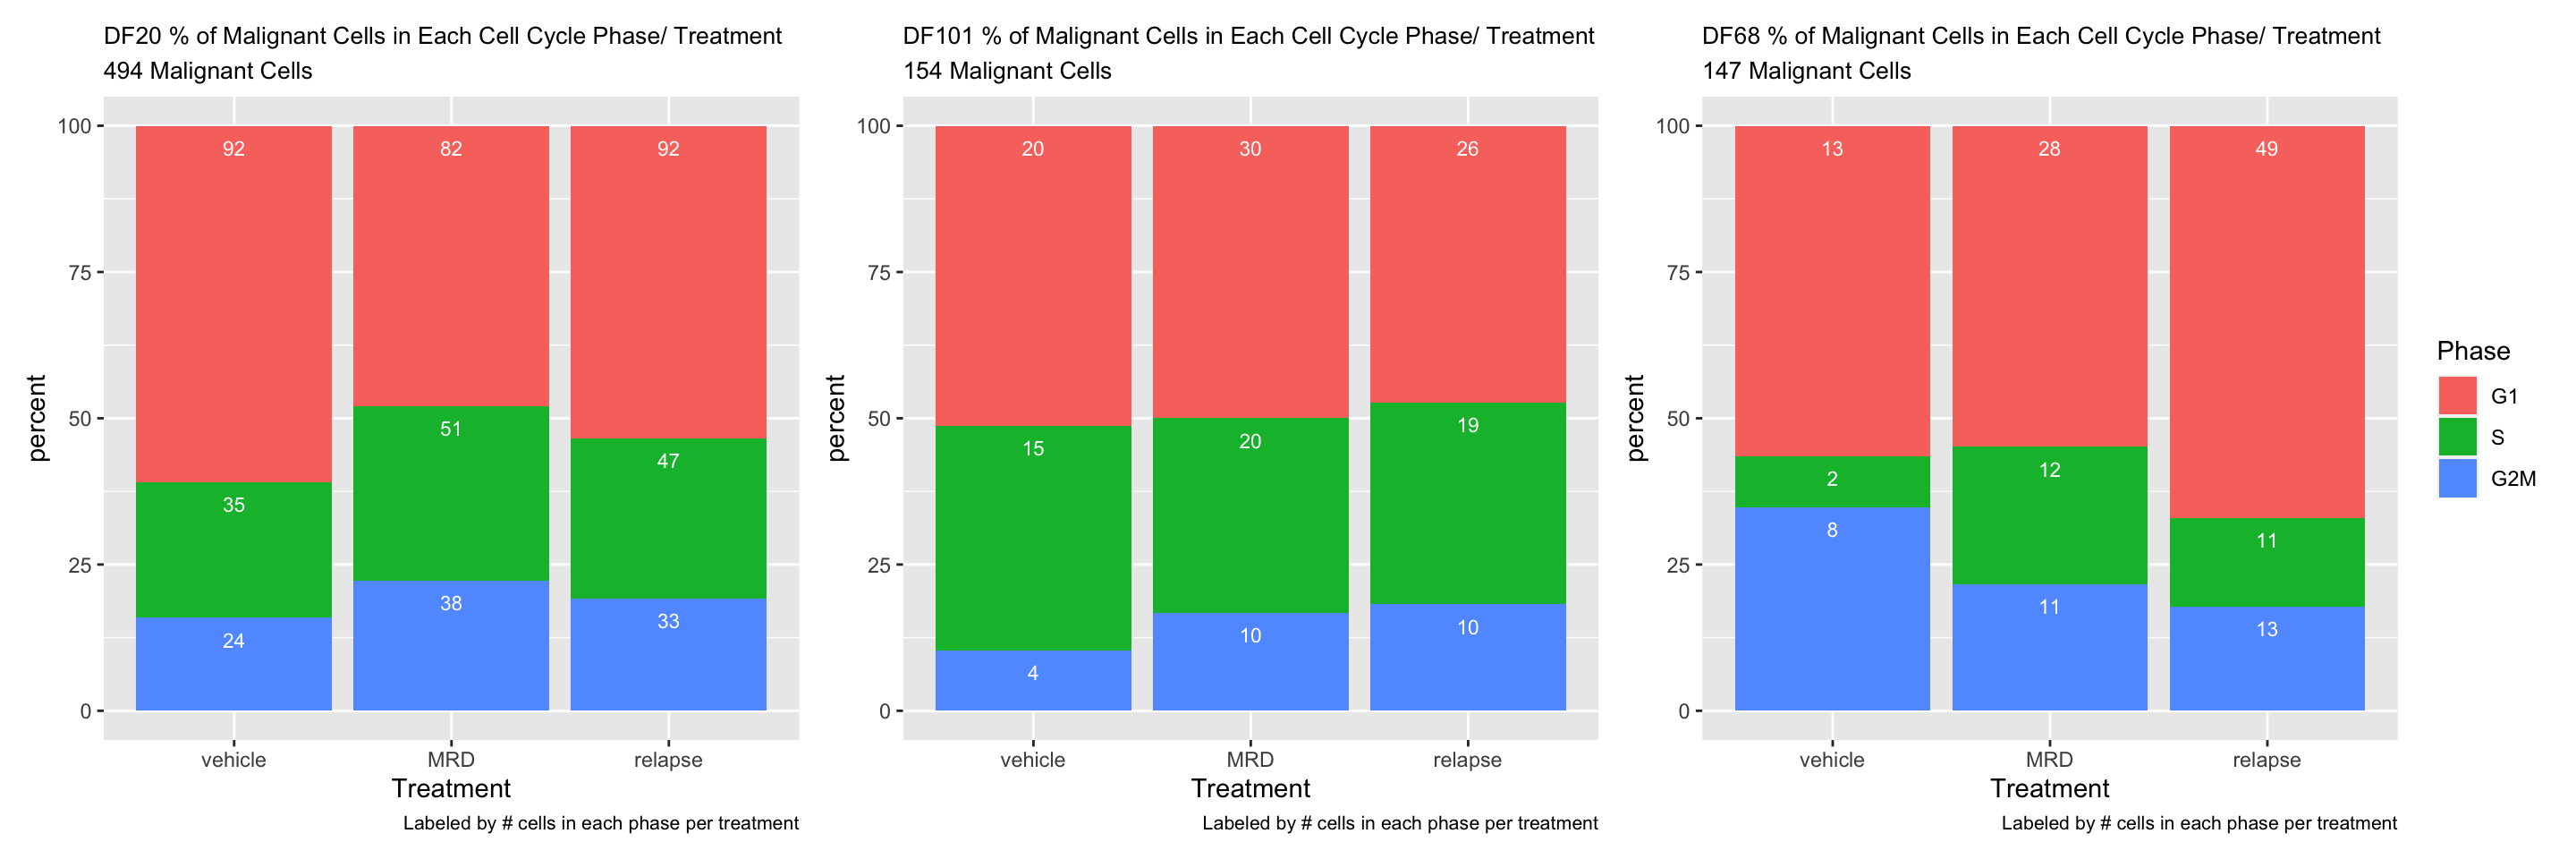 DF20 % of Malignant Cells in Each Cell Cycle Phase/ Treatment
494 Malignant Cells
percent
100
75
50
25
0
92
82
92
35
51
47
24
38
33
vehicle
MRD
relapse
Treatment
Labeled by # cells in each phase per treatment
DF101 % of Malignant Cells in Each Cell Cycle Phase/ Treatment
154 Malignant Cells
percent
100
75
50
25
0
20
30
26
15
20
19
4
10
10
vehicle
MRD
relapse
Treatment
Labeled by # cells in each phase per treatment
DF68 % of Malignant Cells in Each Cell Cycle Phase/ Treatment
147 Malignant Cells
percent
100
75
50
25
0
13
28
49
2
12
11
8
11
13
vehicle
MRD
relapse
Treatment
Labeled by # cells in each phase per treatment
Phase
G1
S
G2M